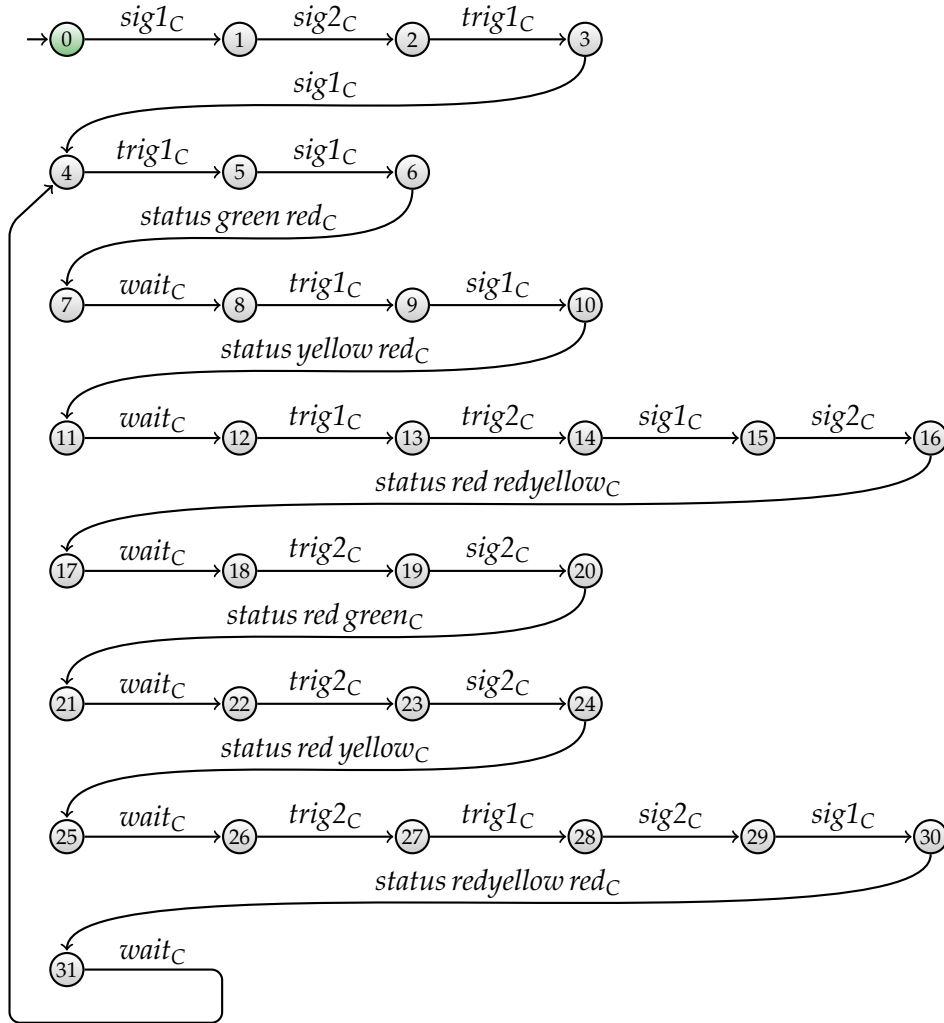 sig1C sig2C trig1C
0 1 2 3
sig1C
trig1C sig1C
4 5 6
status green redC
waitC trig1C sig1C
7 8 9 10
status yellow redC
waitC trig1C trig2C sig1C sig2C
11 12 13 14 15 16
status red redyellowC
waitC trig2C sig2C
17 18 19 20
status red greenC
waitC trig2C sig2C
21 22 23 24
status red yellowC
waitC trig2C trig1C sig2C sig1C
25 26 27 28 29 30
status redyellow redC
waitC
31